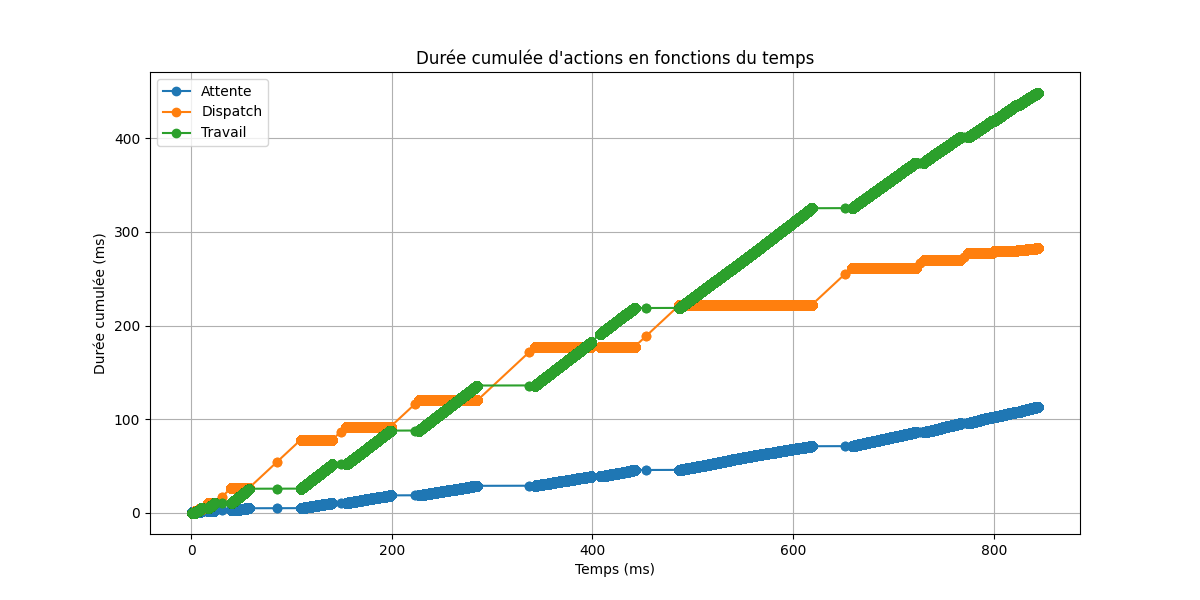 Durée cumulée d'actions en fonctions du temps
Attente
Dispatch
Travail
Durée cumulée (ms)
400
300
200
100
0
0 200 400 600 800
Temps (ms)